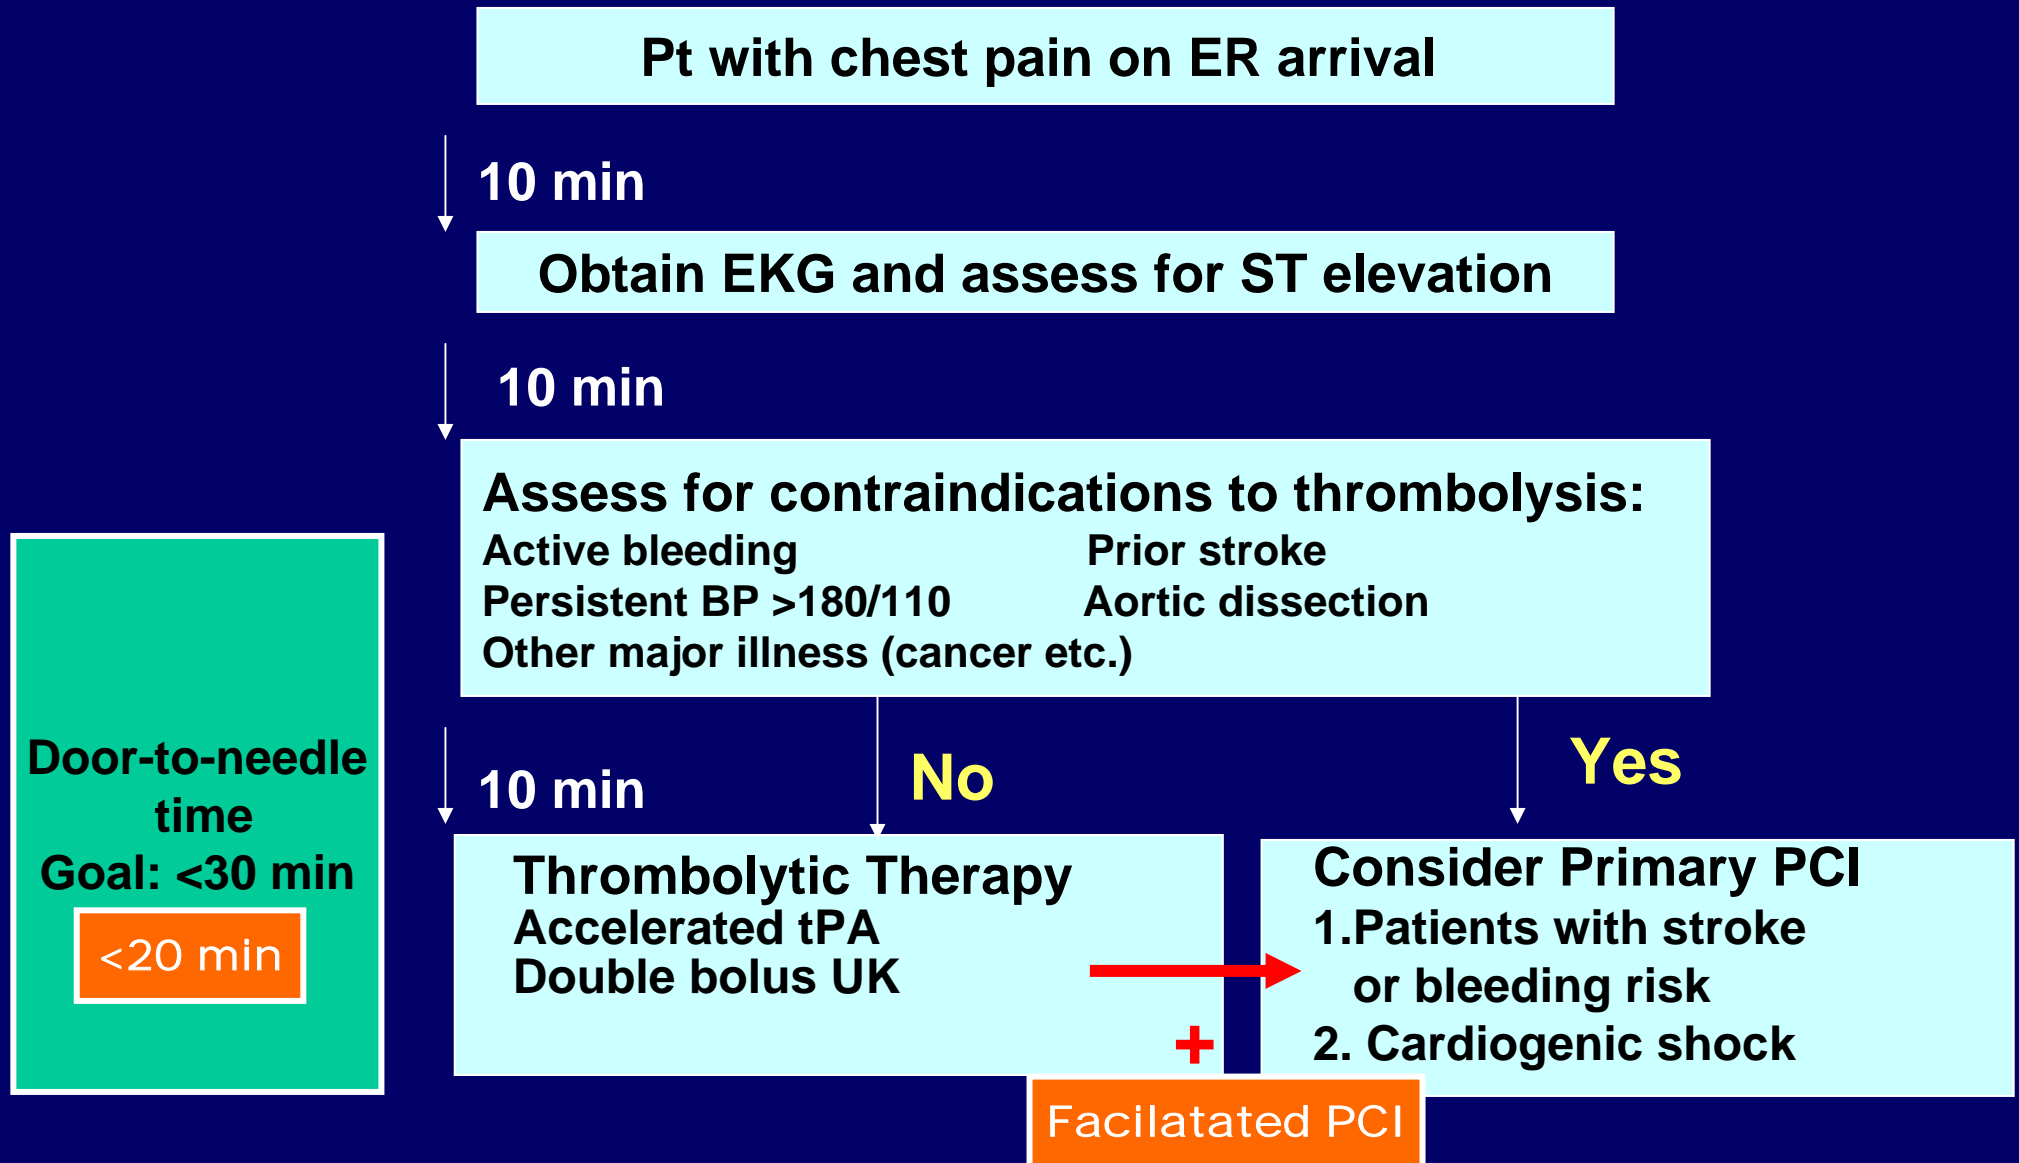 Pt with chest pain on ER arrival
10 min
Obtain EKG and assess for ST elevation
10 min
Assess for contraindications to thrombolysis:
Active bleeding Prior stroke
Persistent BP >180/110 Aortic dissection
Other major illness (cancer etc.)
Door-to-needle
time
Goal: <30 min
<20 min
10 min
No
Yes
Thrombolytic Therapy
Accelerated tPA
Double bolus UK
+
Consider Primary PCI
1.Patients with stroke
or bleeding risk
2. Cardiogenic shock
Facilatated PCI